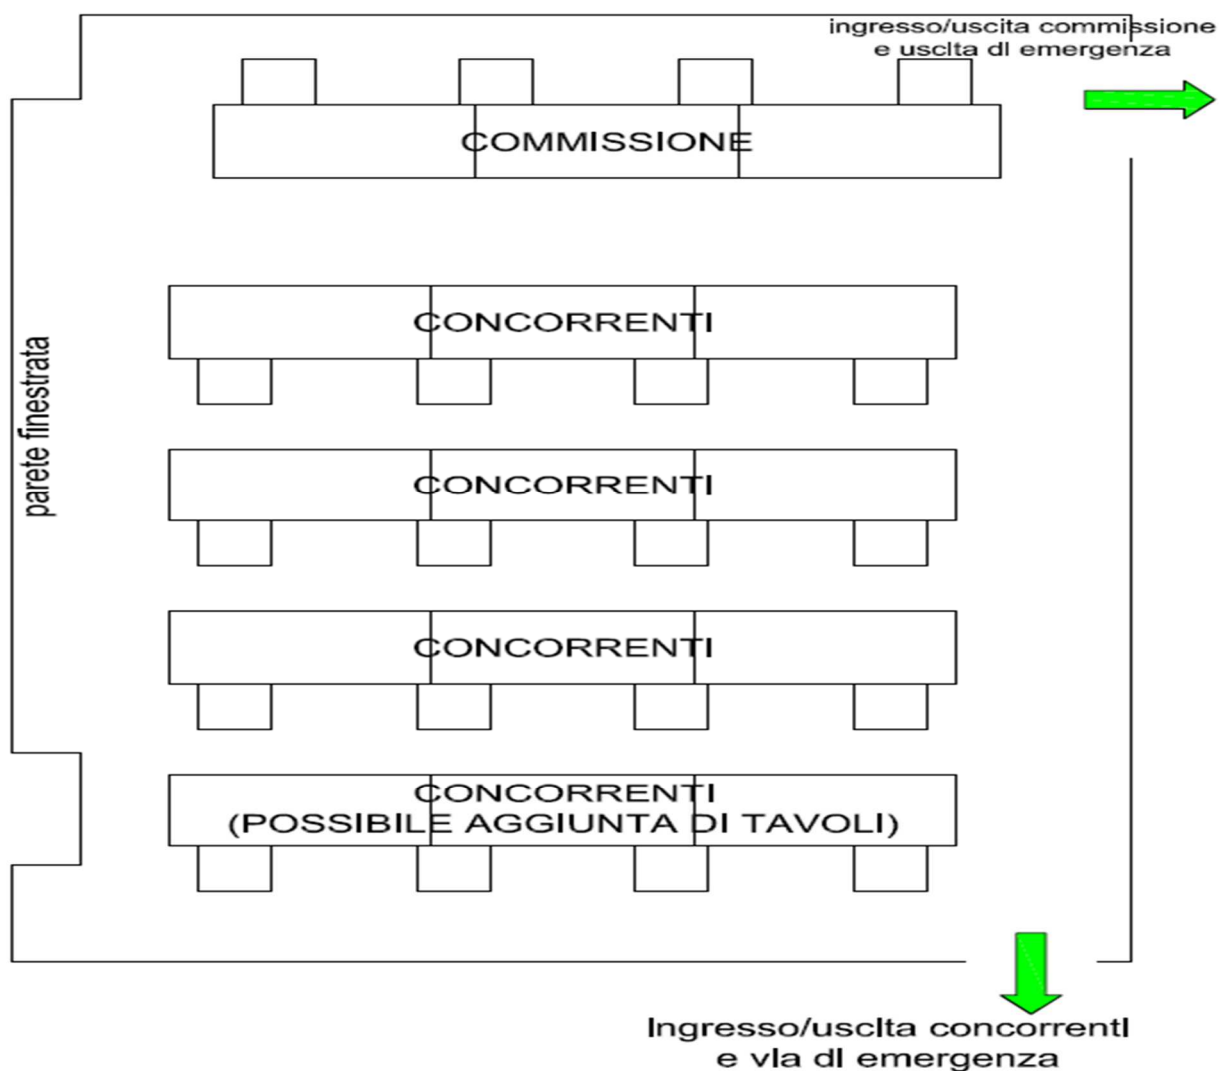 ingresso/uscita commissione
e uscita di emergenza
COMMISSIONE
CONCORRENTI
parete finestrata
CONCORRENTI
CONCORRENTI
CONCORRENTI
(POSSIBILE AGGIUNTA DI TAVOLI)
Ingresso/uscita concorrenti
e via di emergenza